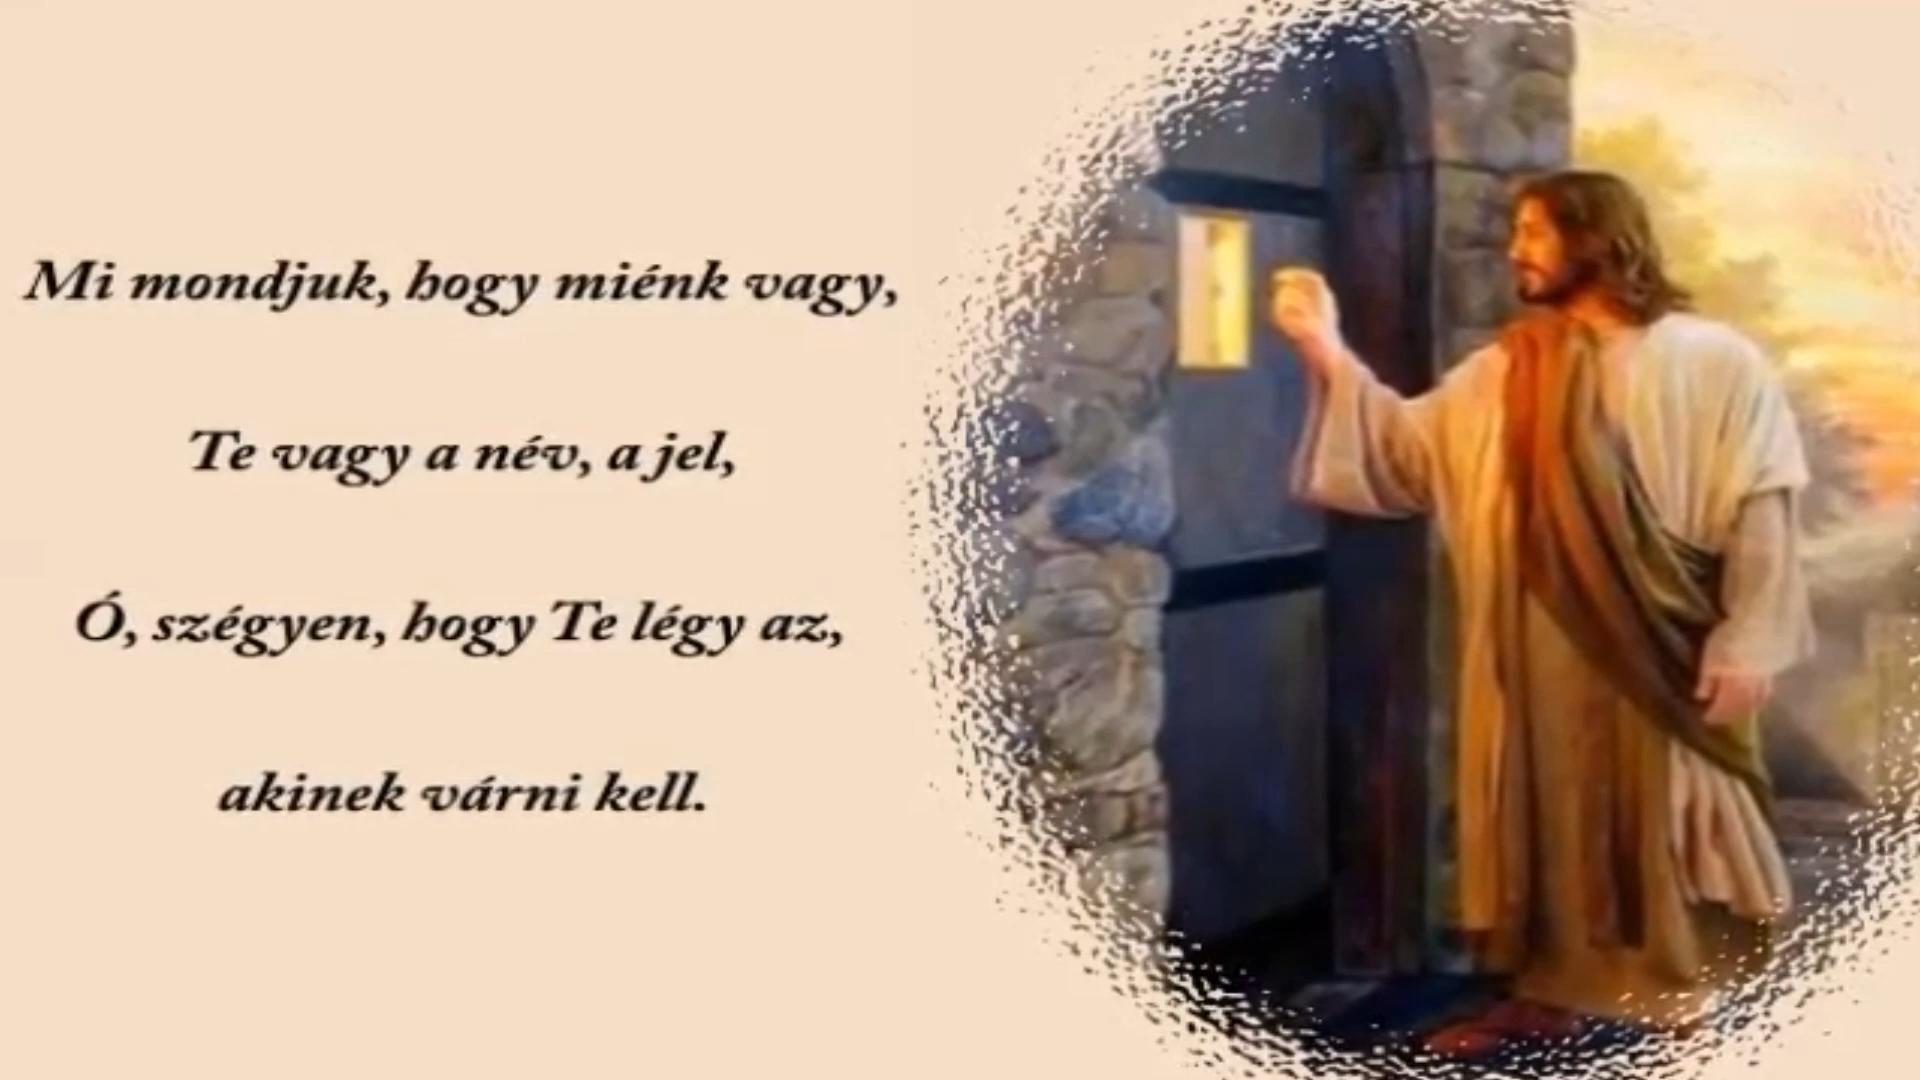 Mi mondjuk, hogy miénk vagy,
Te vagy a név, a jel,
Ó, szégyen, hogy Te légy az,
akinek várni kell.